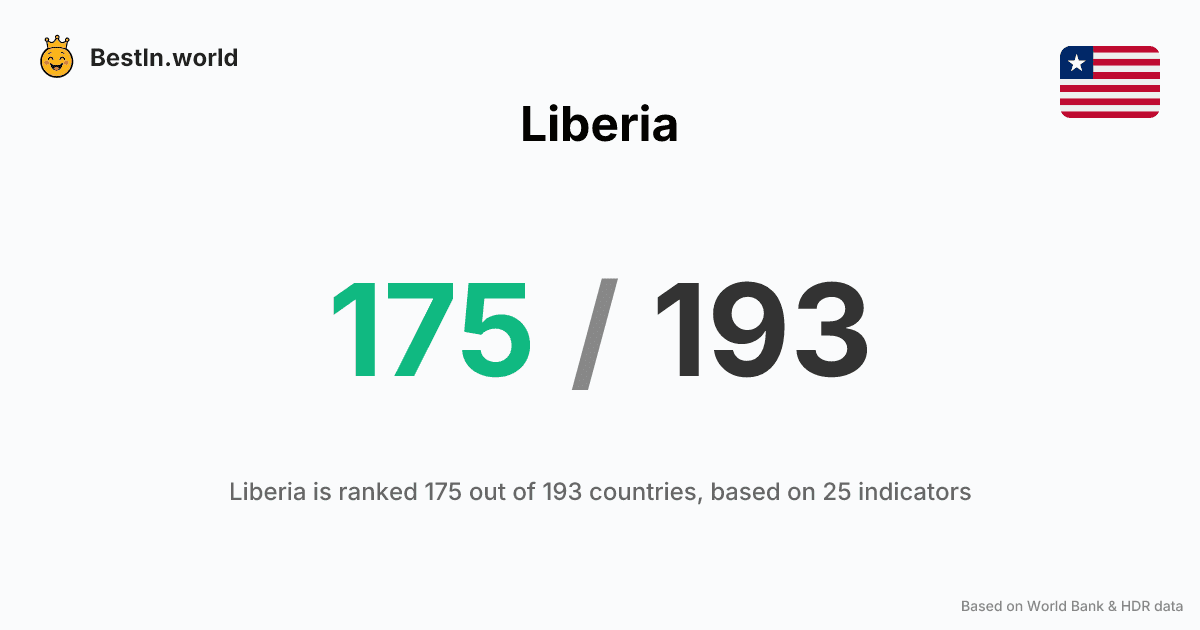 BestIn.world
Liberia
175 / 193
Liberia is ranked 175 out of 193 countries, based on 25 indicators
Based on World Bank & HDR data